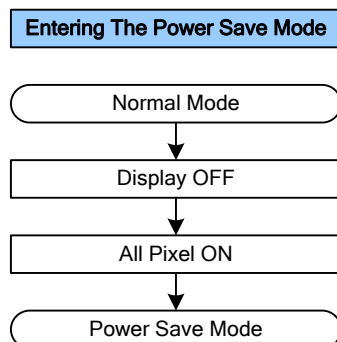 Entering The Power Save Mode
Normal Mode
Display OFF
All Pixel ON
Power Save Mode